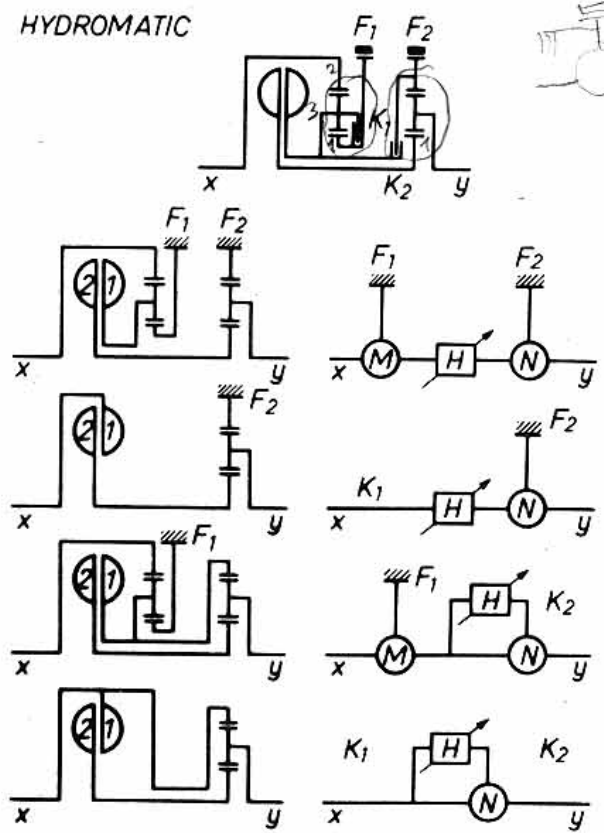 HYDROMATIC
F₁ F₂
2
3 K₁
1 1
x K₂ y
F₁ F₂
2 1
x y
F₁ F₂
x M H N y
F₂
2 1
x y
F₂
K₁
x H N y
F₁
2 1
x y
F₁ H K₂
x M N y
2 1
x y
K₁ H K₂
x N y